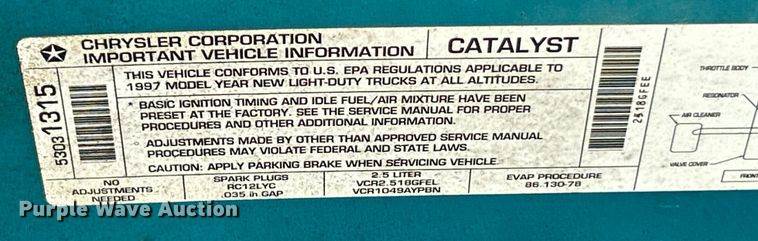 CHRYSLER CORPORATION
IMPORTANT VEHICLE INFORMATION
CATALYST
THIS VEHICLE CONFORMS TO U.S. EPA REGULATIONS APPLICABLE TO
1997 MODEL YEAR NEW LIGHT-DUTY TRUCKS AT ALL ALTITUDES.
* BASIC IGNITION TIMING AND IDLE FUEL/AIR MIXTURE HAVE BEEN
PRESET AT THE FACTORY. SEE THE SERVICE MANUAL FOR PROPER
PROCEDURES AND OTHER ADDITIONAL INFORMATION.
ADJUSTMENTS MADE BY OTHER THAN APPROVED SERVICE MANUAL
PROCEDURES MAY VIOLATE FEDERAL AND STATE LAWS.
CAUTION: APPLY PARKING BRAKE WHEN SERVICING VEHICLE
53031315
2518GFEE
NO
ADJUSTMENTS
NEEDED
SPARK PLUGS
RC12LYC
.035 in GAP
2.5 LITER
VCR2.518GFEL
VCR1049AYPBN
EVAP PROCEDURE
86.130-78
THROTTLE BODY
RESONATOR
AIR CLEANER
VALVE COVER
FRONT
Purple Wave Auction